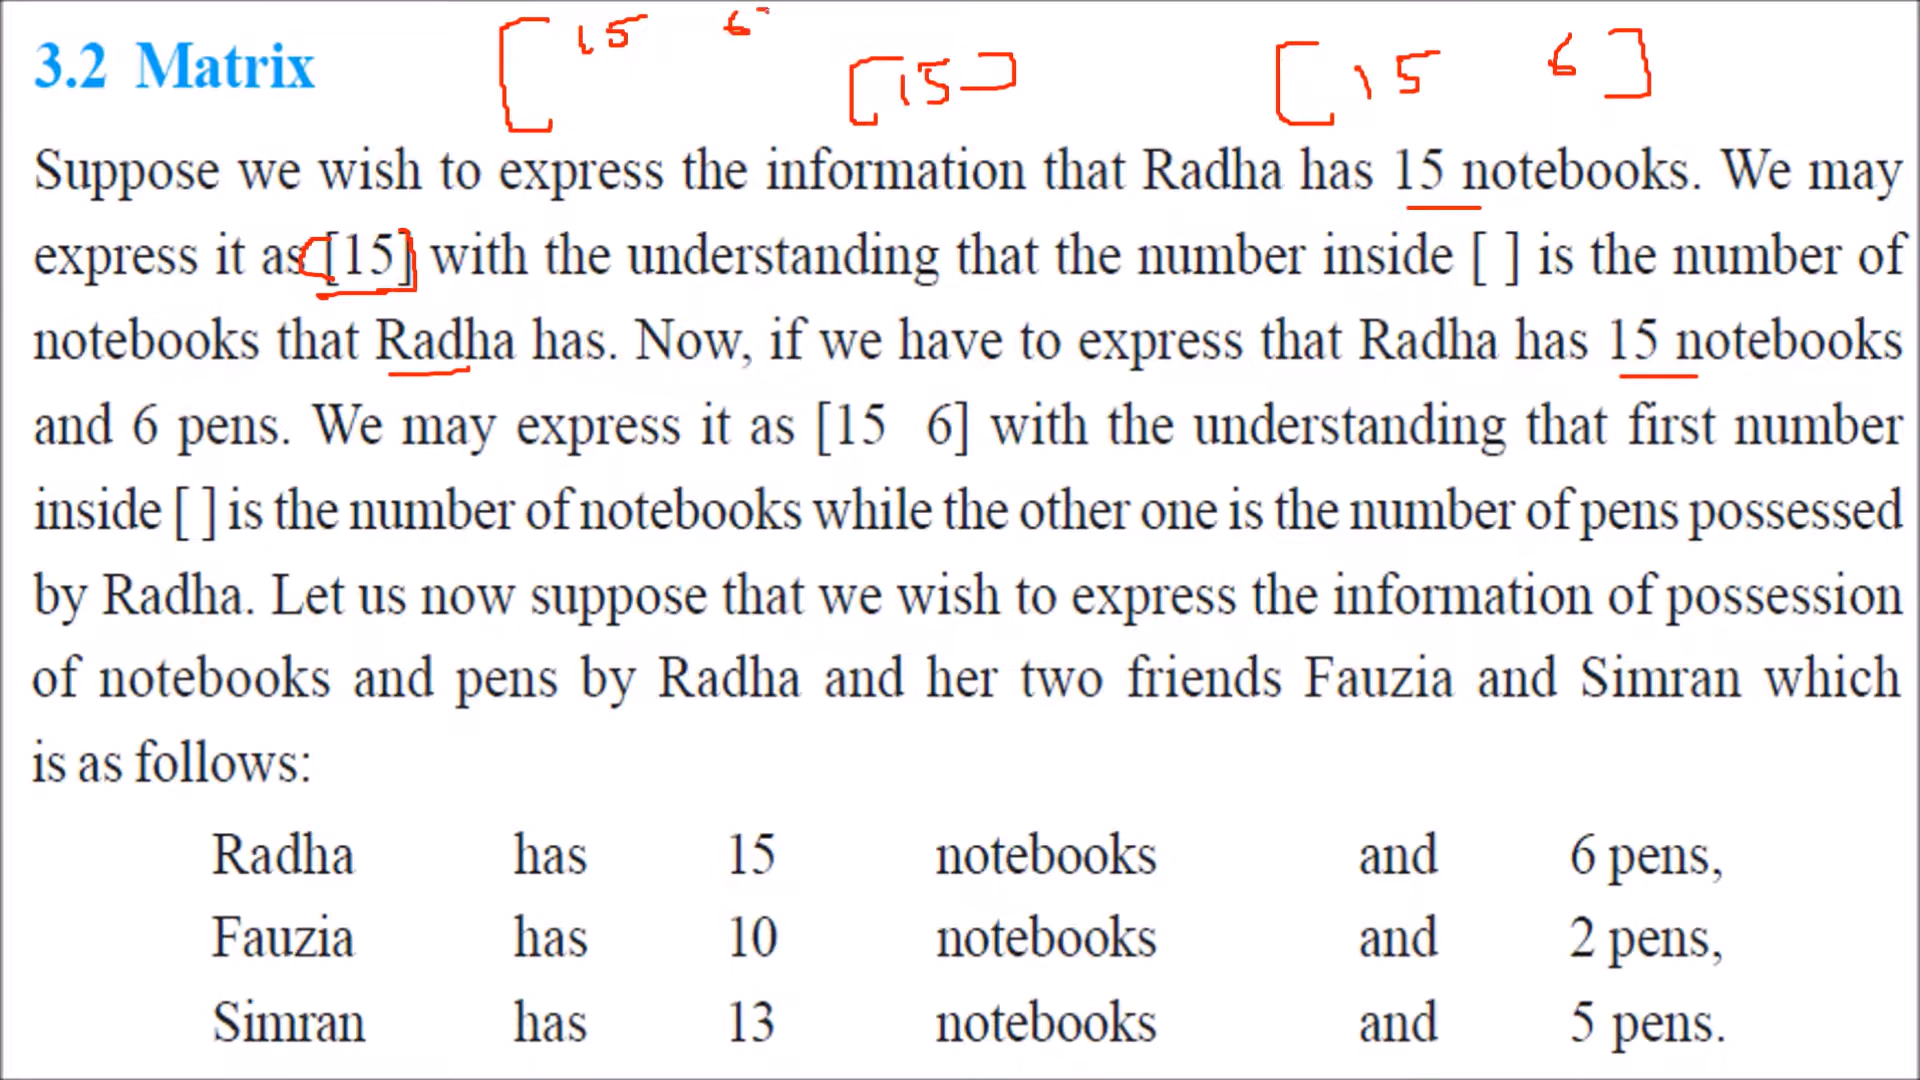 [15 6
3.2 Matrix
[15]
[15 6]
Suppose we wish to express the information that Radha has 15 notebooks. We may
express it as [15] with the understanding that the number inside [ ] is the number of
notebooks that Radha has. Now, if we have to express that Radha has 15 notebooks
and 6 pens. We may express it as [15 6] with the understanding that first number
inside [ ] is the number of notebooks while the other one is the number of pens possessed
by Radha. Let us now suppose that we wish to express the information of possession
of notebooks and pens by Radha and her two friends Fauzia and Simran which
is as follows:
Radha has 15 notebooks and 6 pens,
Fauzia has 10 notebooks and 2 pens,
Simran has 13 notebooks and 5 pens.